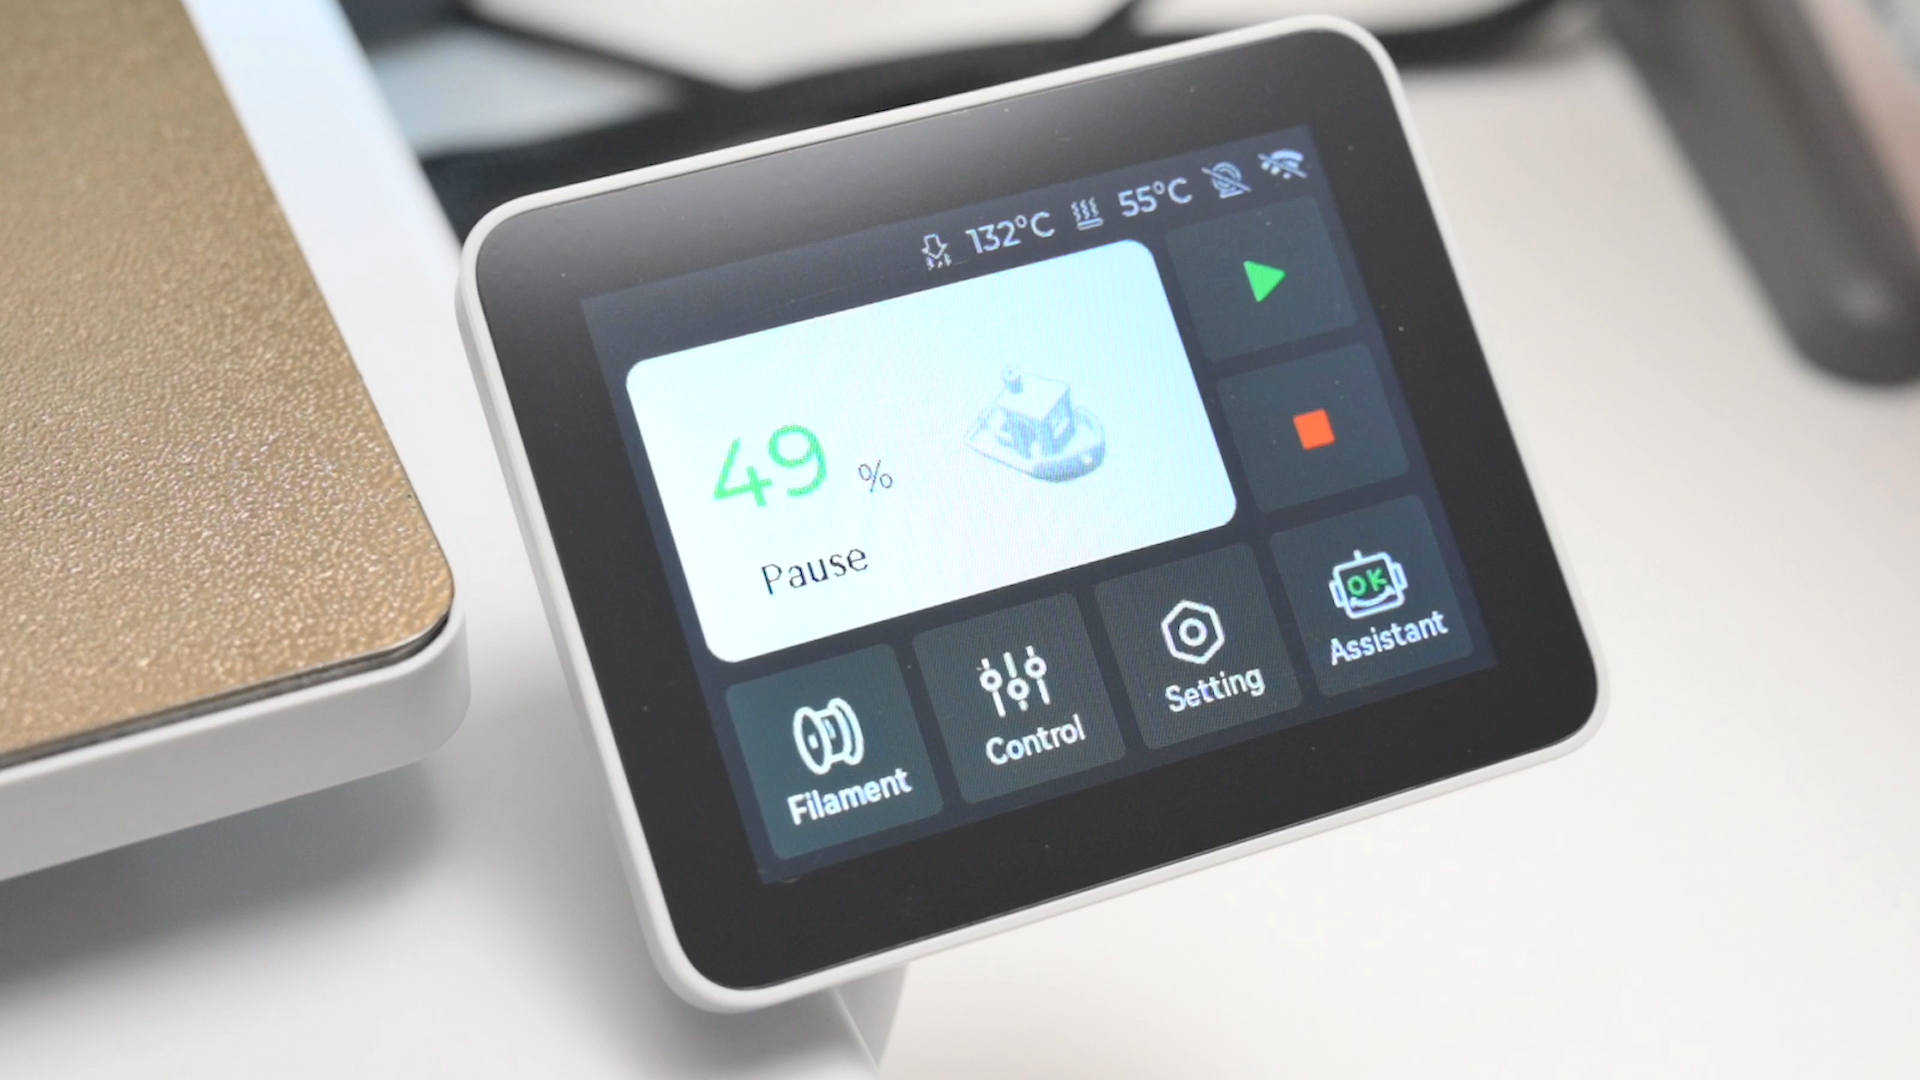 132°C 55°C
49 %
Pause
Filament Control Setting Assistant
OK